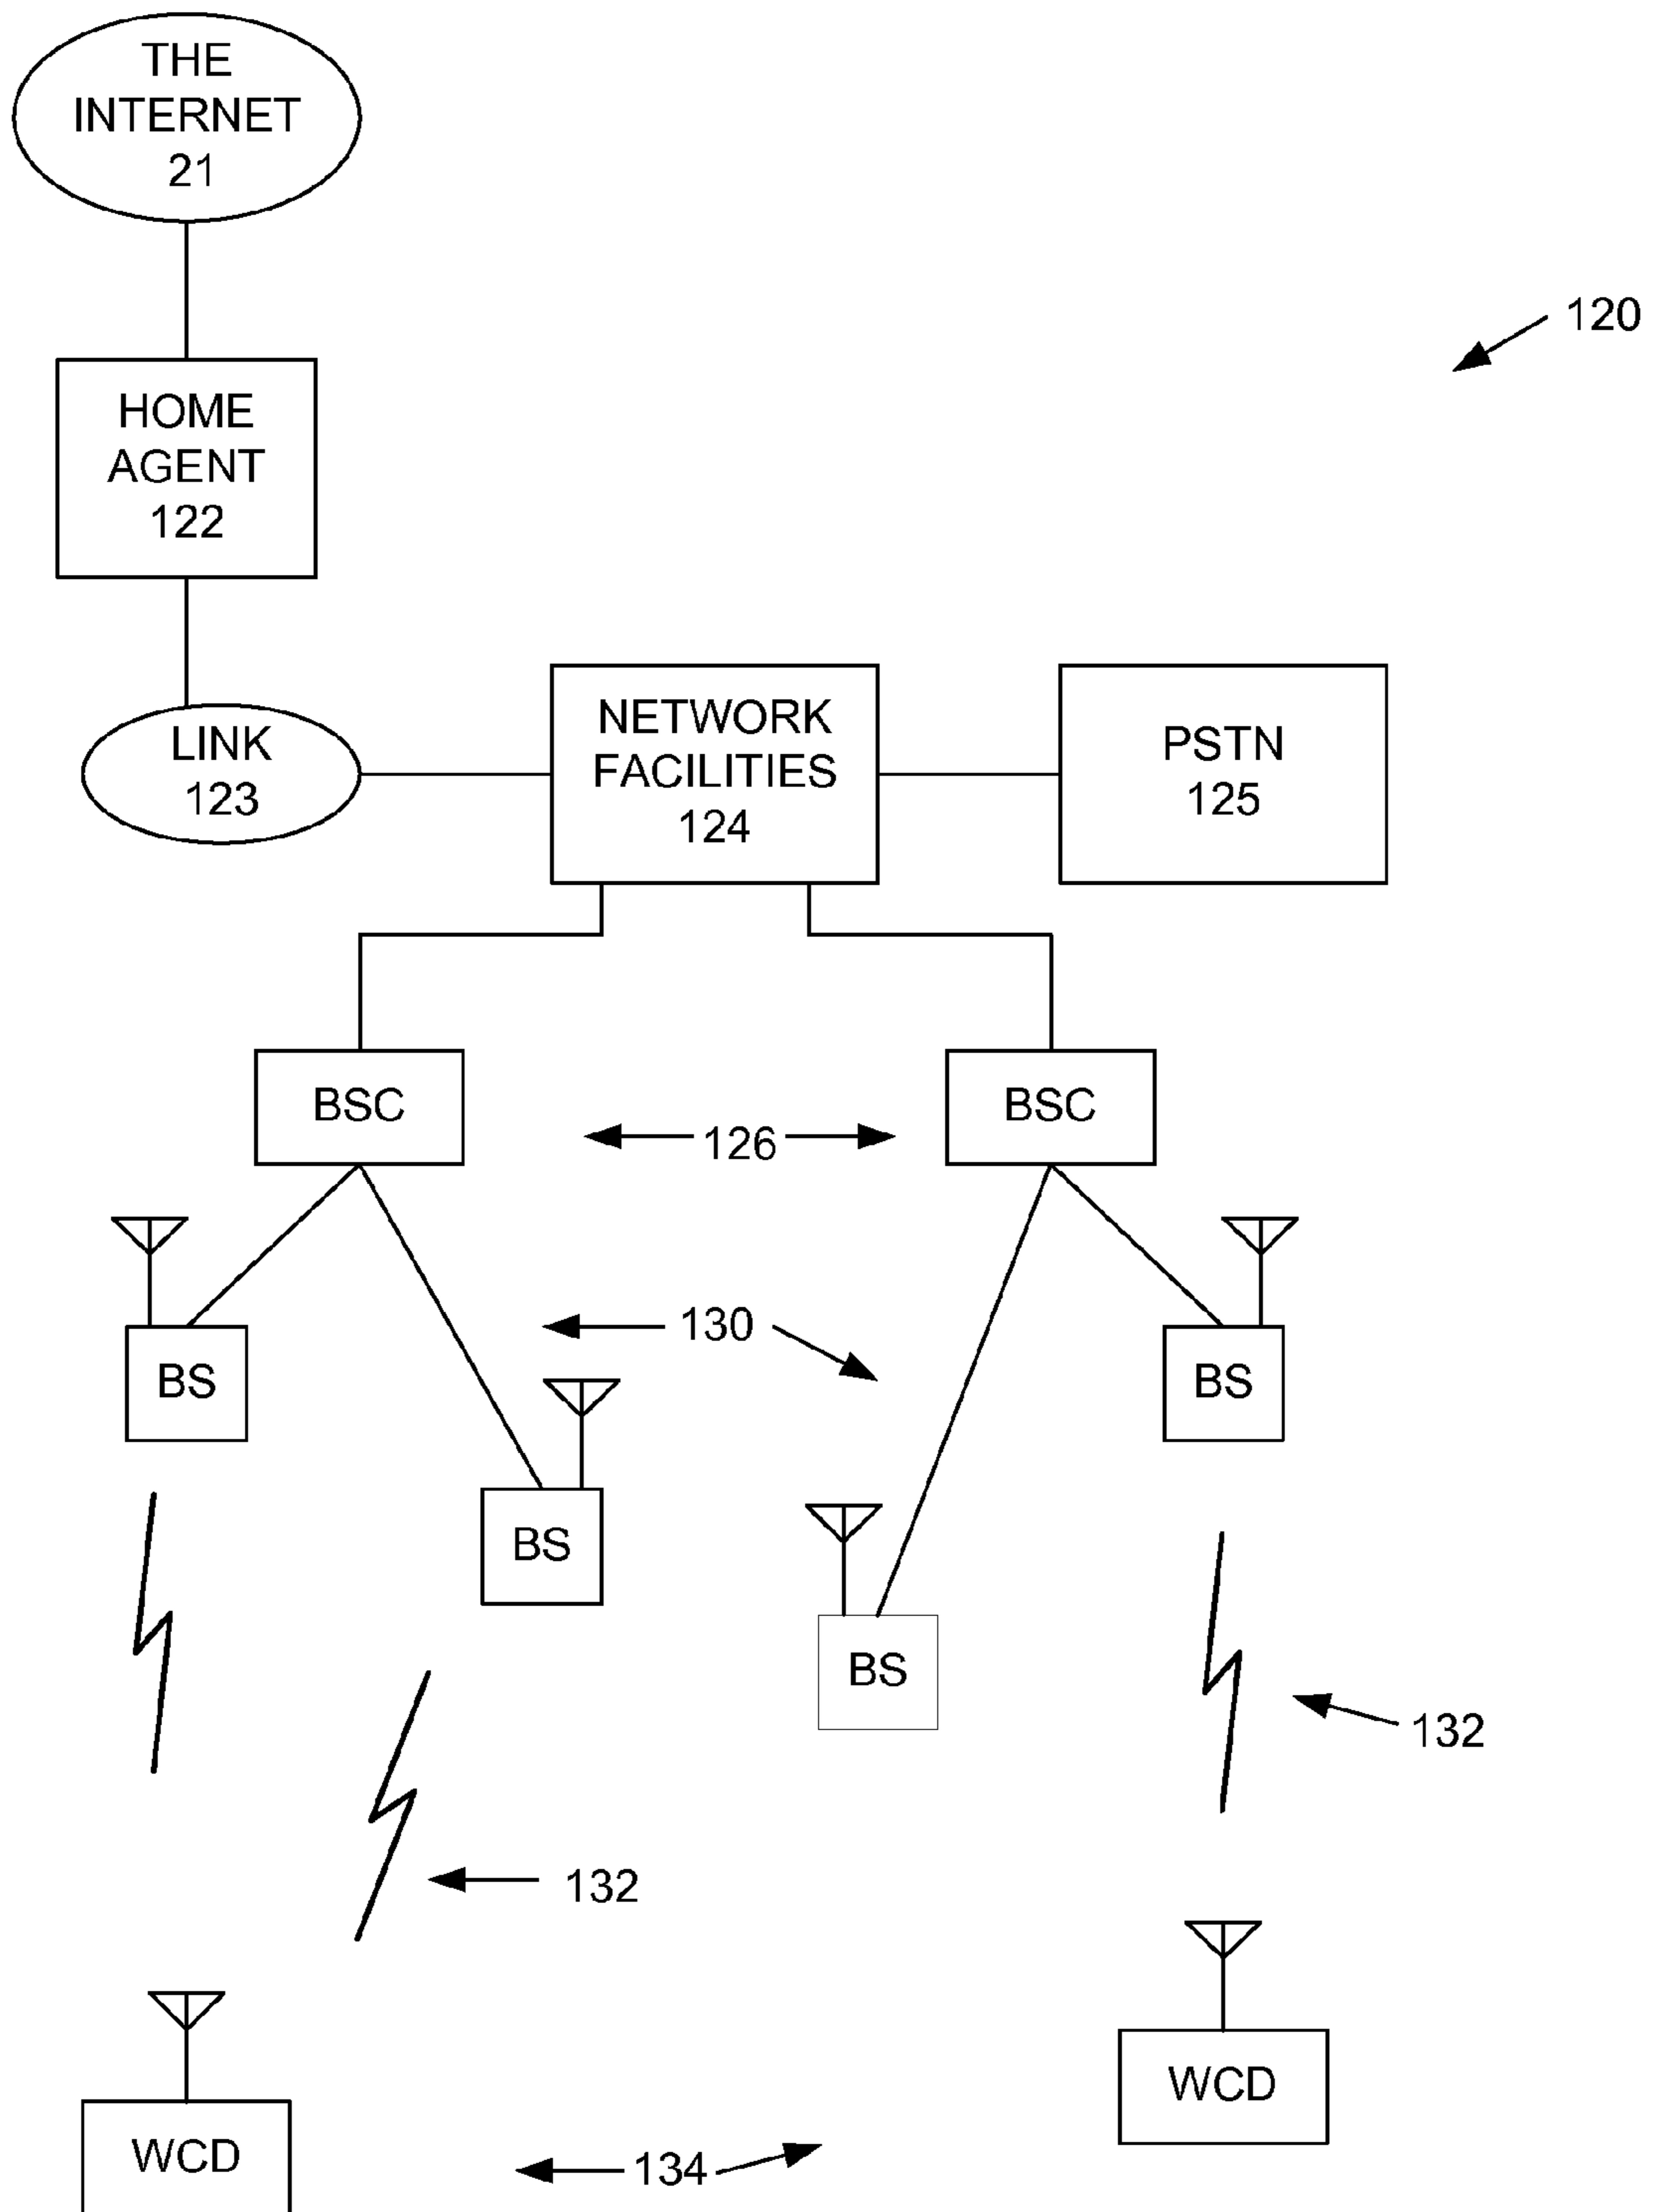 THE
INTERNET
21
120
HOME
AGENT
122
LINK
123
NETWORK
FACILITIES
124
PSTN
125
BSC
BSC
126
130
BS
BS
BS
BS
132
132
WCD
WCD
134